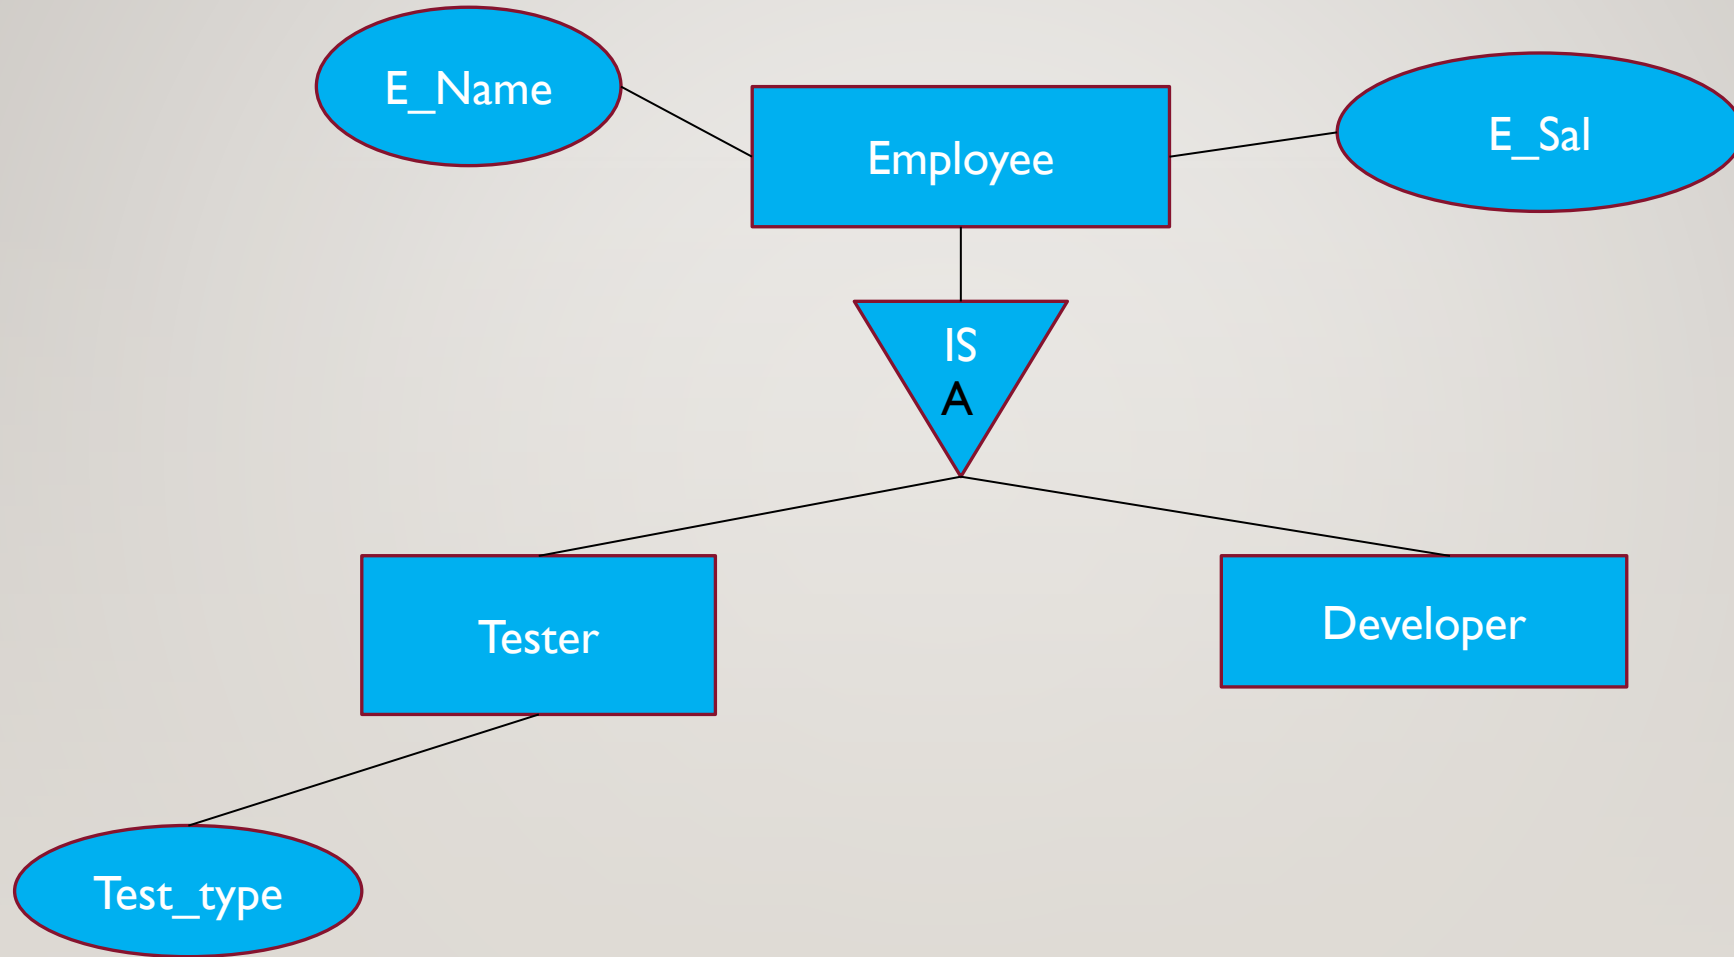 E_Name
Employee
E_Sal
IS
A
Tester
Developer
Test_type